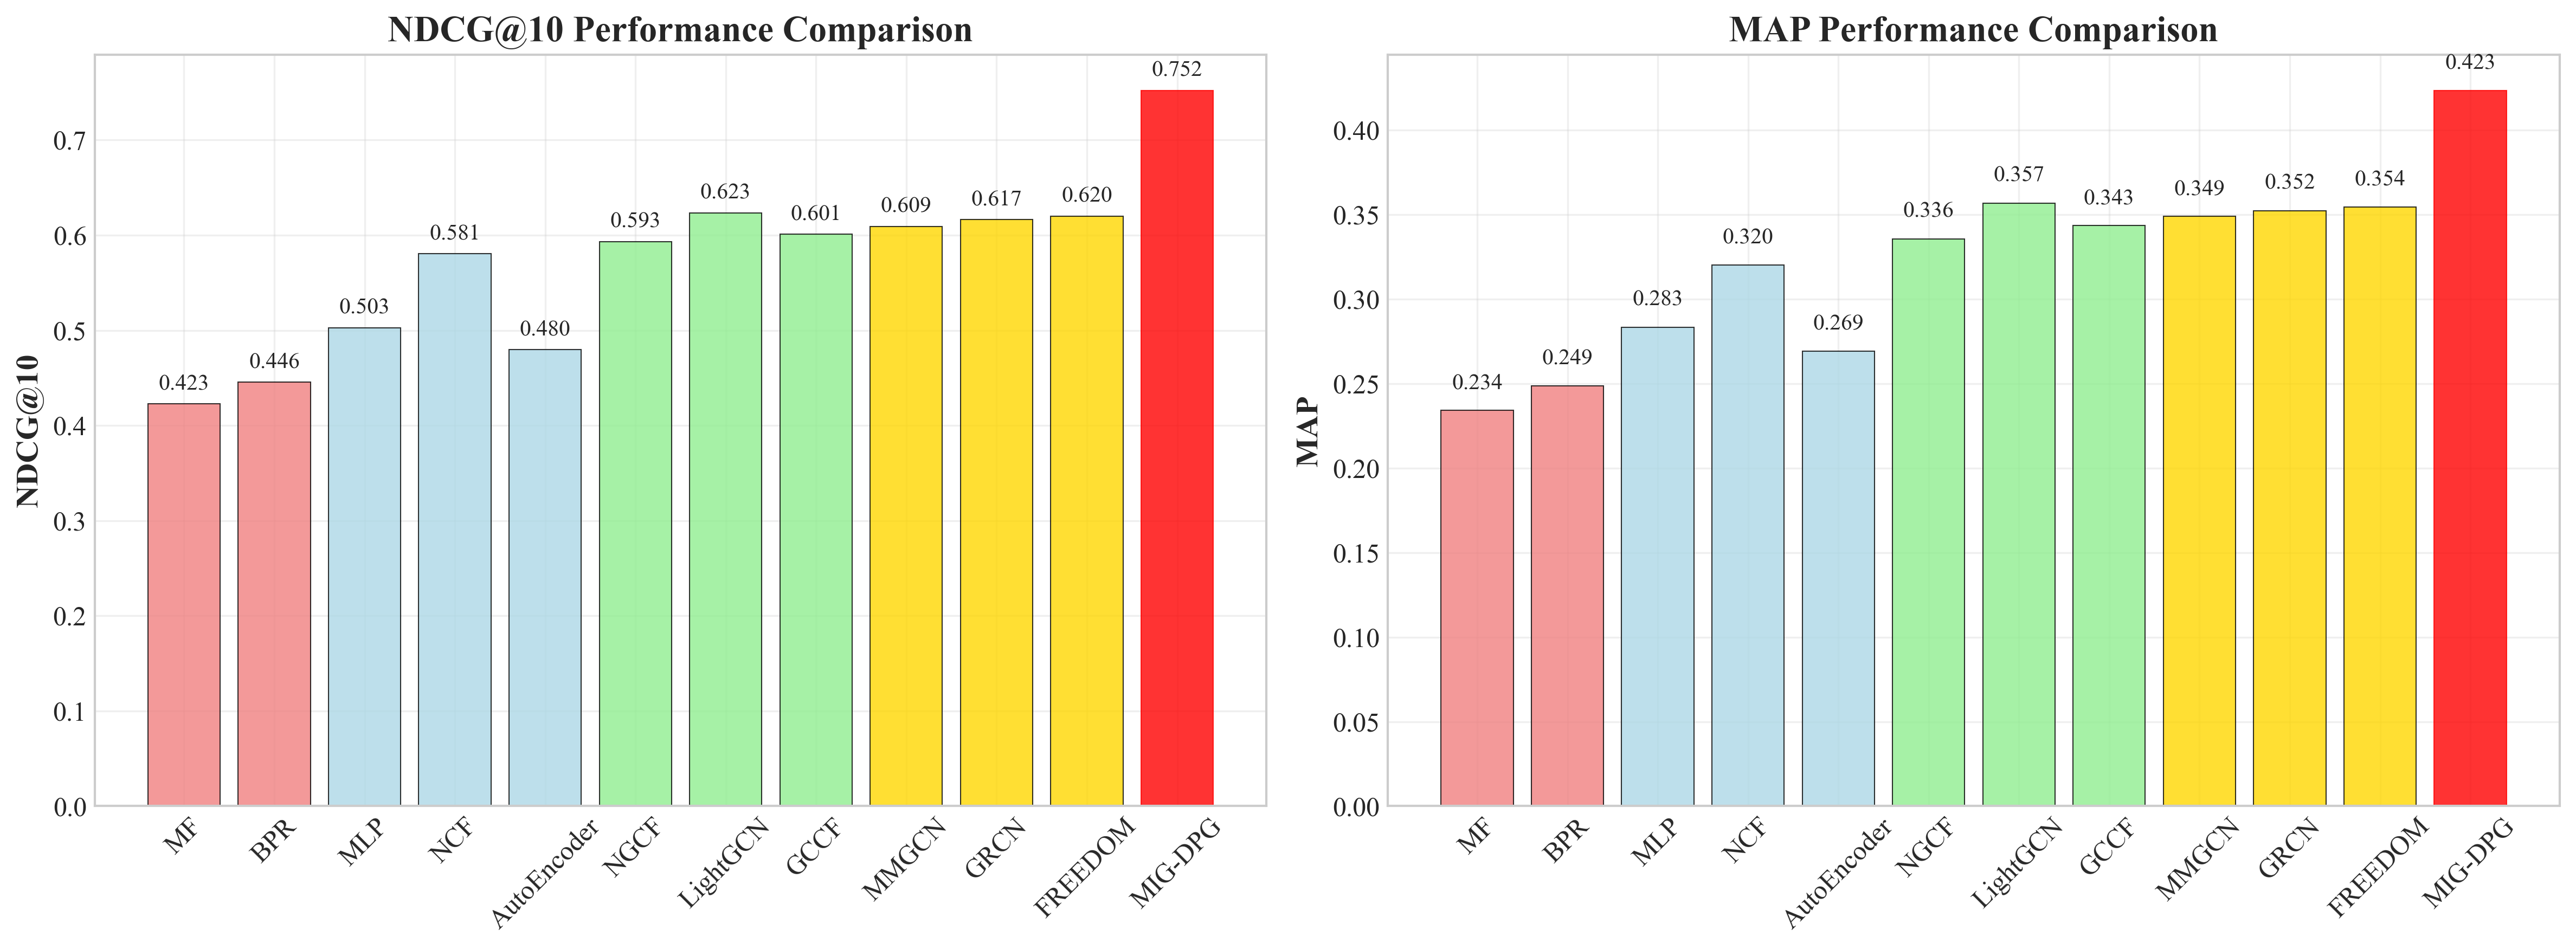 NDCG@10 Performance Comparison
NDCG@10
0.7
0.6
0.5
0.4
0.3
0.2
0.1
0.0
0.423
0.446
0.503
0.581
0.480
0.593
0.623
0.601
0.609
0.617
0.620
0.752
MF
BPR
MLP
NCF
AutoEncoder
NGCF
LightGCN
GCCF
MMGCN
GRCN
FREEDOM
MIG-DPG
MAP Performance Comparison
MAP
0.40
0.35
0.30
0.25
0.20
0.15
0.10
0.05
0.00
0.234
0.249
0.283
0.320
0.269
0.336
0.357
0.343
0.349
0.352
0.354
0.423
MF
BPR
MLP
NCF
AutoEncoder
NGCF
LightGCN
GCCF
MMGCN
GRCN
FREEDOM
MIG-DPG